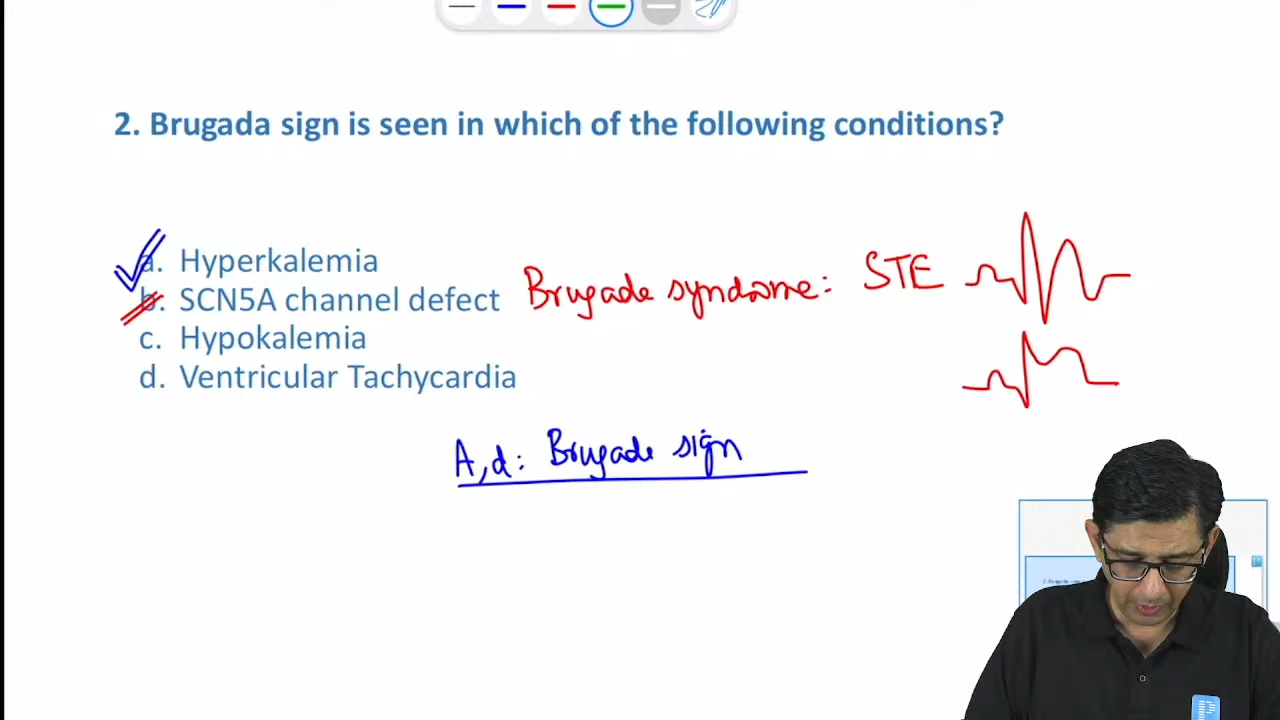 2. Brugada sign is seen in which of the following conditions?
a. Hyperkalemia
b. SCN5A channel defect
c. Hypokalemia
d. Ventricular Tachycardia
Brugade syndrome: STE
A,d: Brugade sign